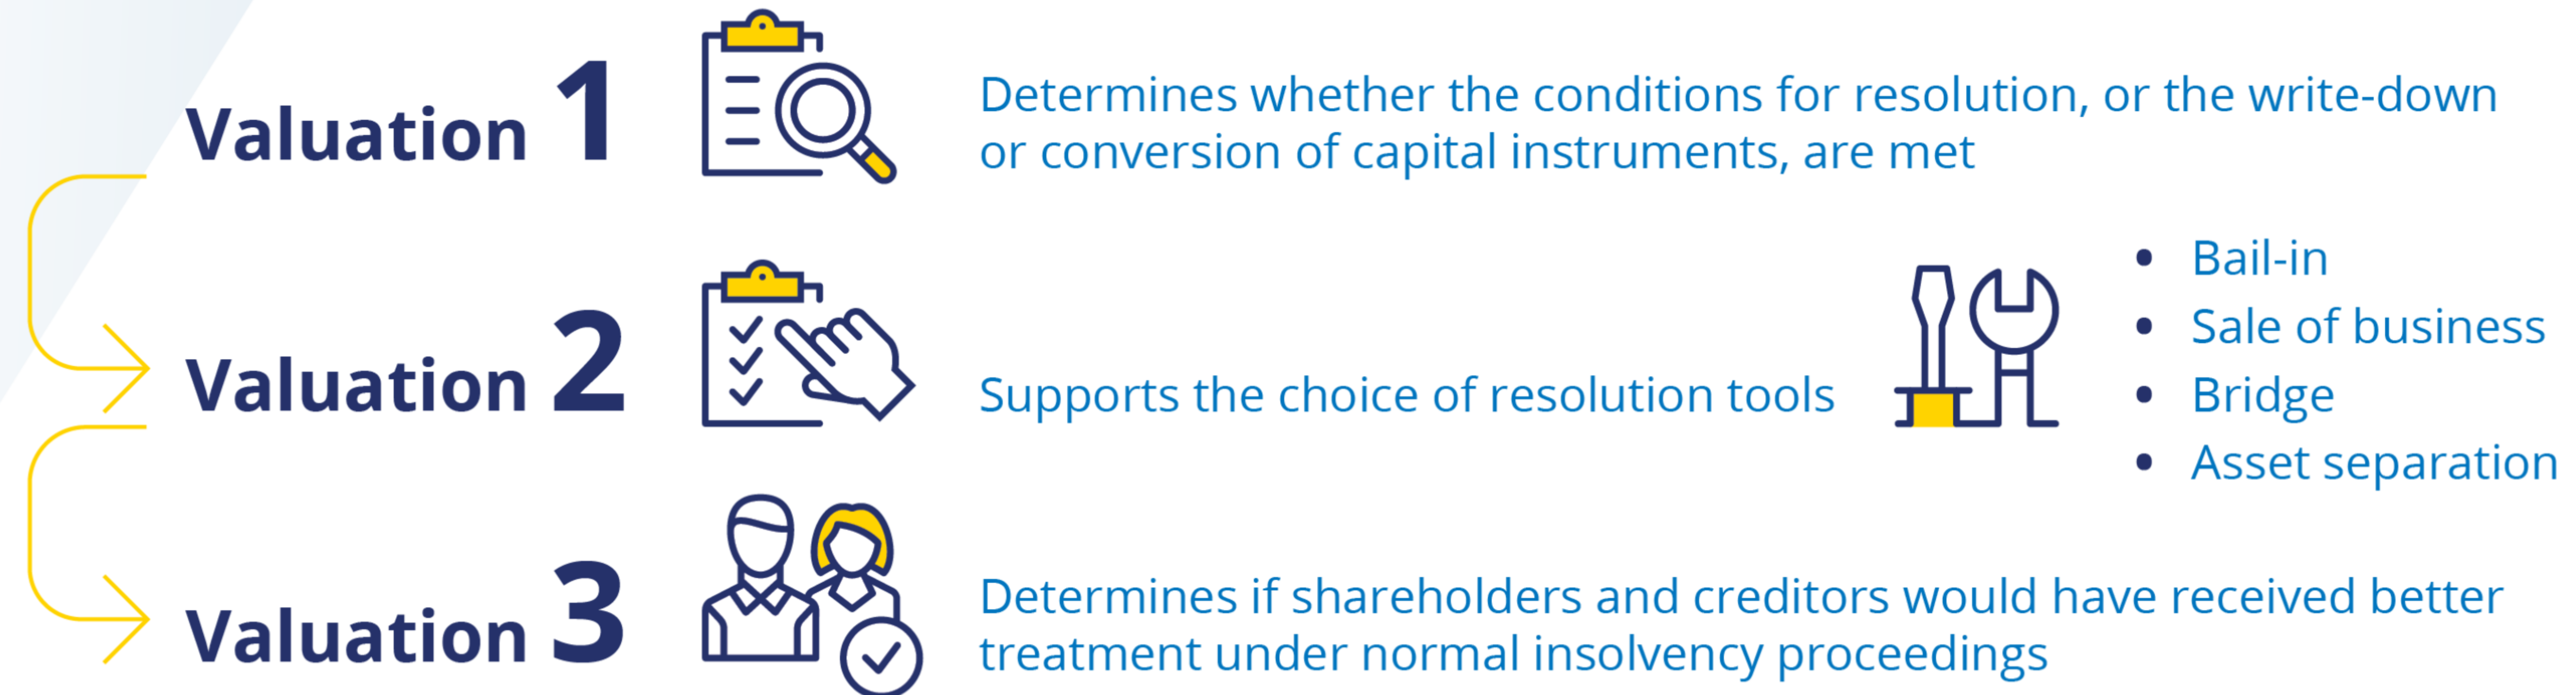 Valuation 1
Determines whether the conditions for resolution, or the write-down
or conversion of capital instruments, are met
Valuation 2
Supports the choice of resolution tools
• Bail-in
• Sale of business
• Bridge
• Asset separation
Valuation 3
Determines if shareholders and creditors would have received better
treatment under normal insolvency proceedings